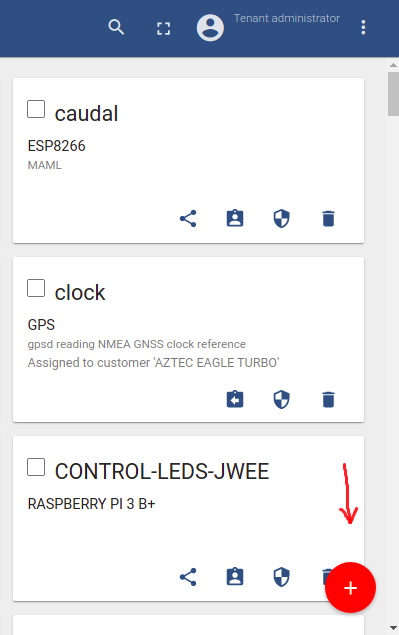 Tenant administrator
caudal
ESP8266
MAML
clock
GPS
gpsd reading NMEA GNSS clock reference
Assigned to customer 'AZTEC EAGLE TURBO'
CONTROL-LEDS-JWEE
RASPBERRY PI 3 B+